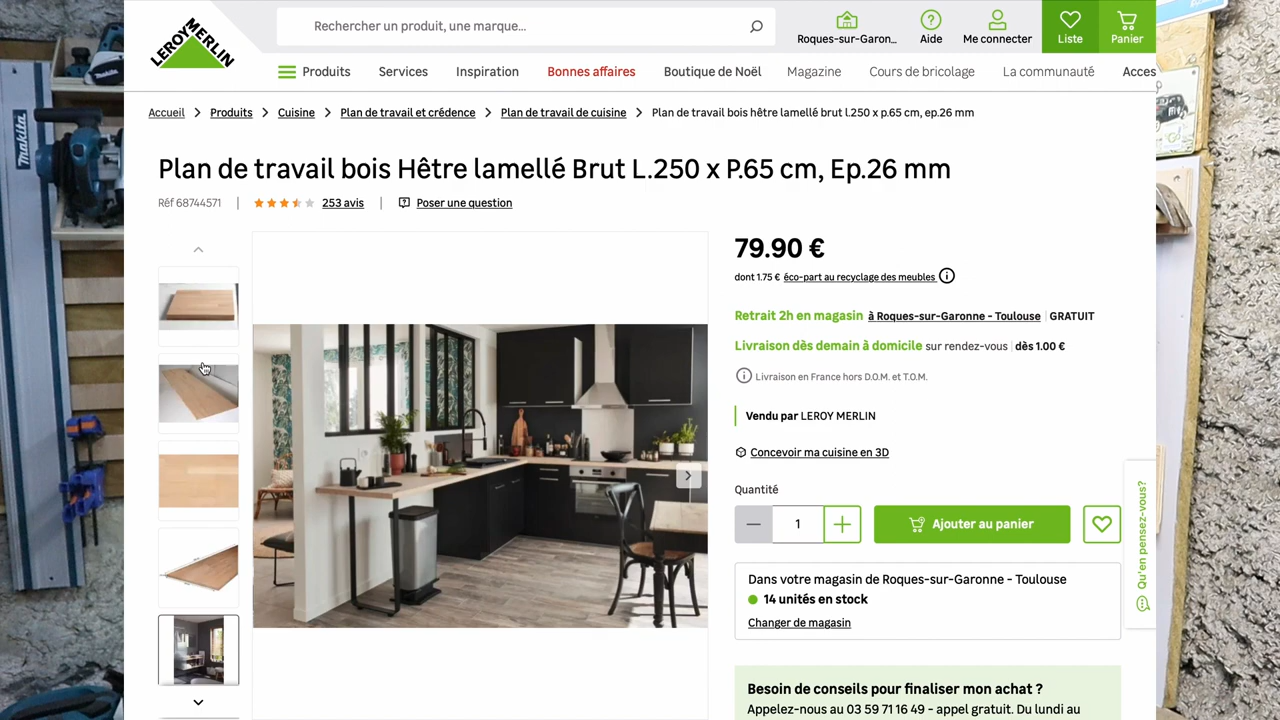 LEROY MERLIN
Rechercher un produit, une marque...
Roques-sur-Garon...
Aide
Me connecter
Liste
Panier
Produits
Services
Inspiration
Bonnes affaires
Boutique de Noël
Magazine
Cours de bricolage
La communauté
Acces
Accueil
Produits
Cuisine
Plan de travail et crédence
Plan de travail de cuisine
Plan de travail bois hêtre lamellé brut l.250 x p.65 cm, ep.26 mm
Plan de travail bois Hêtre lamellé Brut L.250 x P.65 cm, Ep.26 mm
Réf 68744571
253 avis
Poser une question
79.90 €
dont 1.75 € éco-part au recyclage des meubles
Retrait 2h en magasin à Roques-sur-Garonne - Toulouse GRATUIT
Livraison dès demain à domicile sur rendez-vous dès 1.00 €
Livraison en France hors D.O.M. et T.O.M.
Vendu par LEROY MERLIN
Concevoir ma cuisine en 3D
Quantité
1
Ajouter au panier
Dans votre magasin de Roques-sur-Garonne - Toulouse
14 unités en stock
Changer de magasin
Besoin de conseils pour finaliser mon achat ?
Appelez-nous au 03 59 71 16 49 - appel gratuit. Du lundi au
Qu'en pensez-vous?
makita